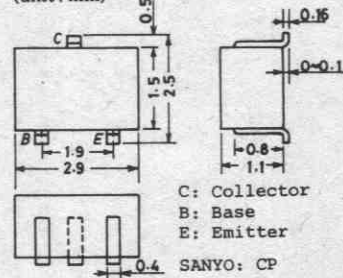 (unit: mm)
0.5
C
0.16
1.5
2.5
0~0.1
B
E
1.9
2.9
0.8
1.1
C: Collector
B: Base
E: Emitter
0.4
SANYO: CP